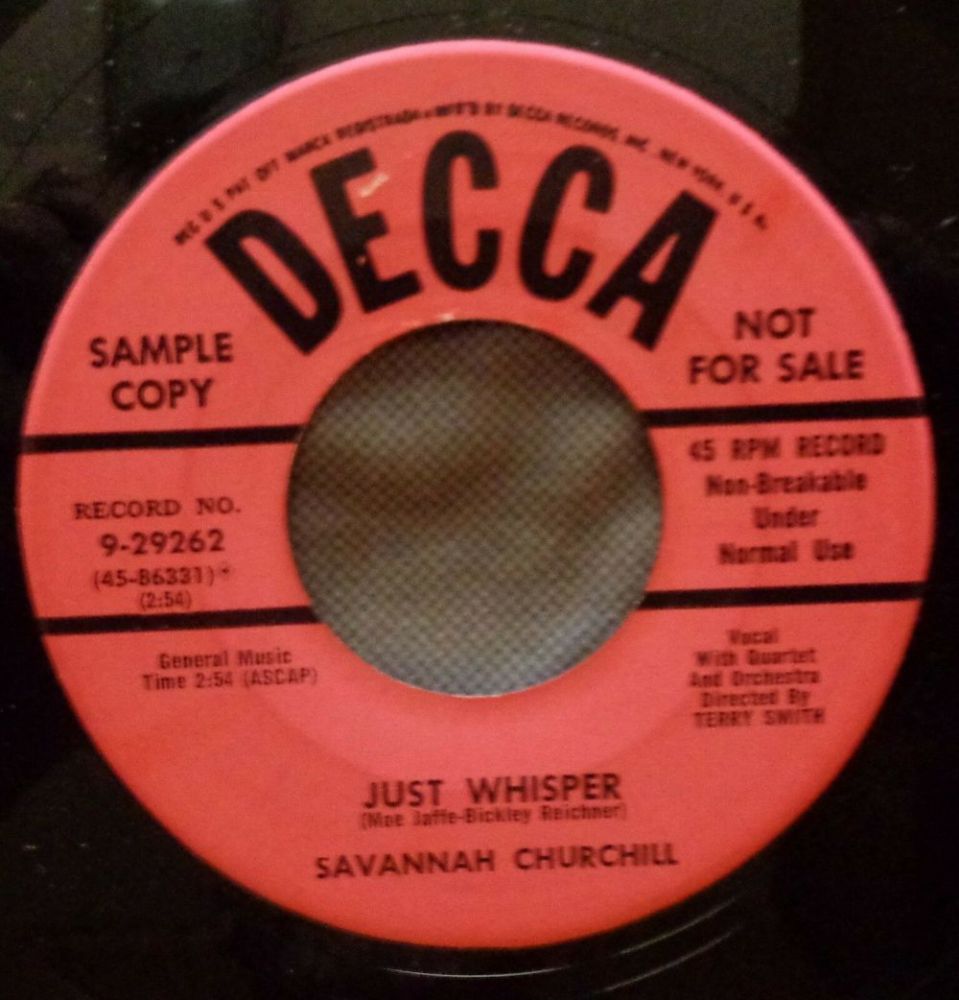 REG. U.S. PAT. OFF. MARCA REGISTRADA • MF'D BY DECCA RECORDS, INC., NEW YORK, U.S.A.
DECCA
SAMPLE
COPY
NOT
FOR SALE
RECORD NO.
9-29262
(45-86331)+
(2:54)
45 RPM RECORD
Non-Breakable
Under
Normal Use
General Music
Time 2:54 (ASCAP)
Vocal
With Quartet
And Orchestra
Directed By
TERRY SMITH
JUST WHISPER
(Moe Jaffe-Bickley Reichner)
SAVANNAH CHURCHILL